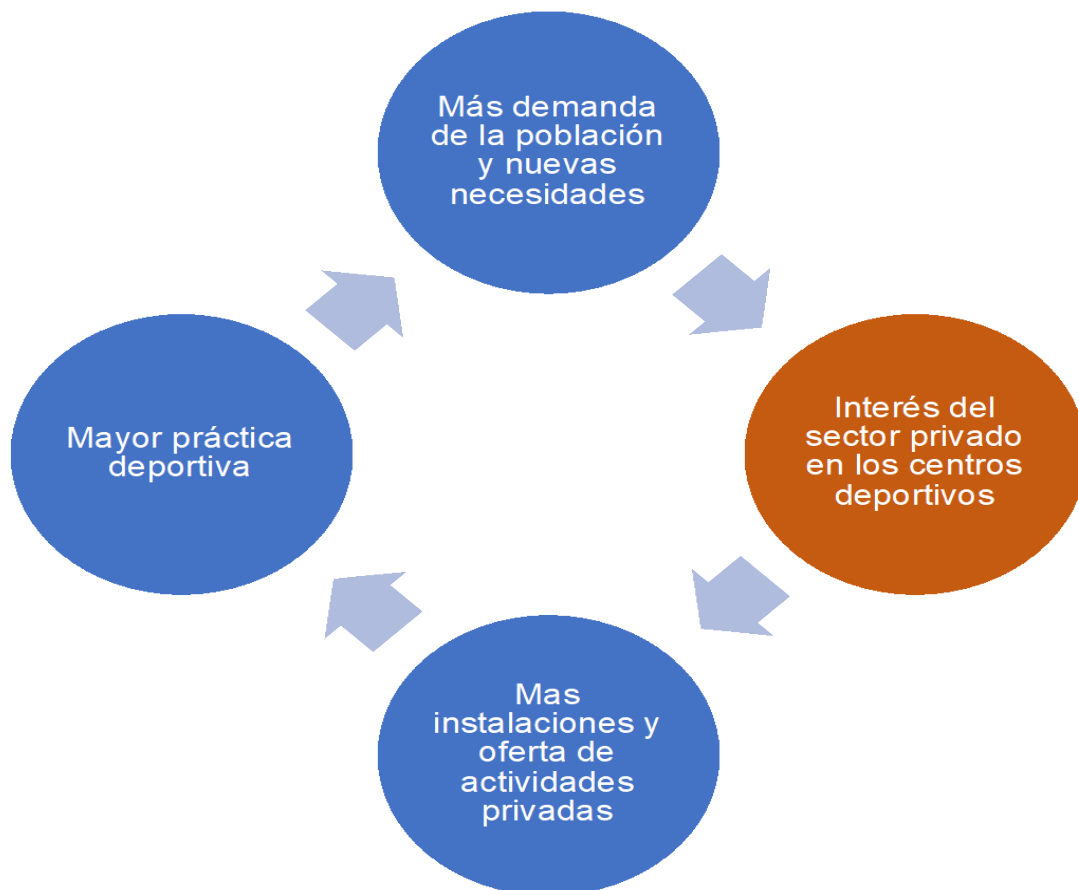 Más demanda
de la población
y nuevas
necesidades
Interés del
sector privado
en los centros
deportivos
Mas
instalaciones y
oferta de
actividades
privadas
Mayor práctica
deportiva